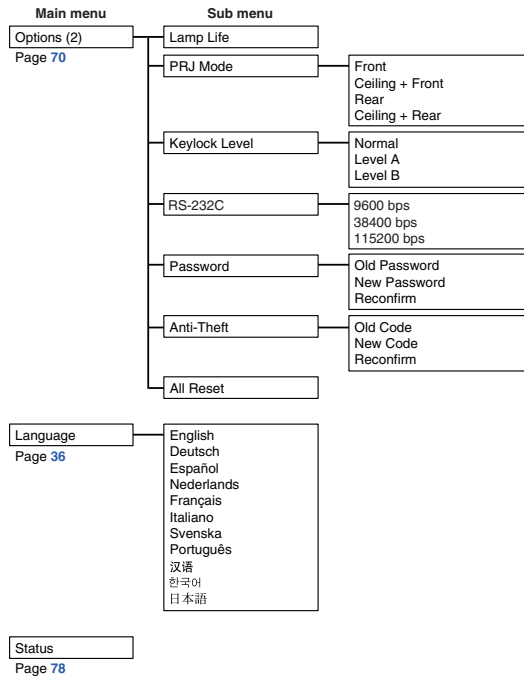 Main menu
Sub menu
Options (2)
Page 70
Lamp Life
PRJ Mode
Front
Ceiling + Front
Rear
Ceiling + Rear
Keylock Level
Normal
Level A
Level B
RS-232C
9600 bps
38400 bps
115200 bps
Password
Old Password
New Password
Reconfirm
Anti-Theft
Old Code
New Code
Reconfirm
All Reset
Language
Page 36
English
Deutsch
Español
Nederlands
Français
Italiano
Svenska
Português
汉语
한국어
日本語
Status
Page 78